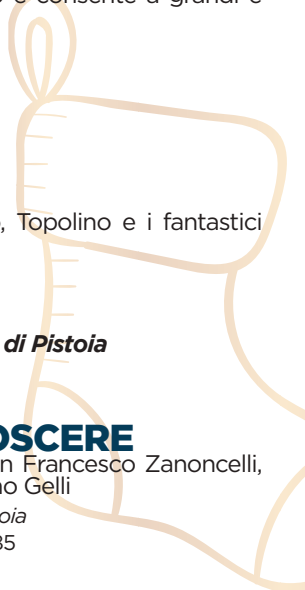 consente a grandi e
, Topolino e i fantastici
di Pistoia
OSCERE
n Francesco Zanoncelli,
no Gelli
oia
35